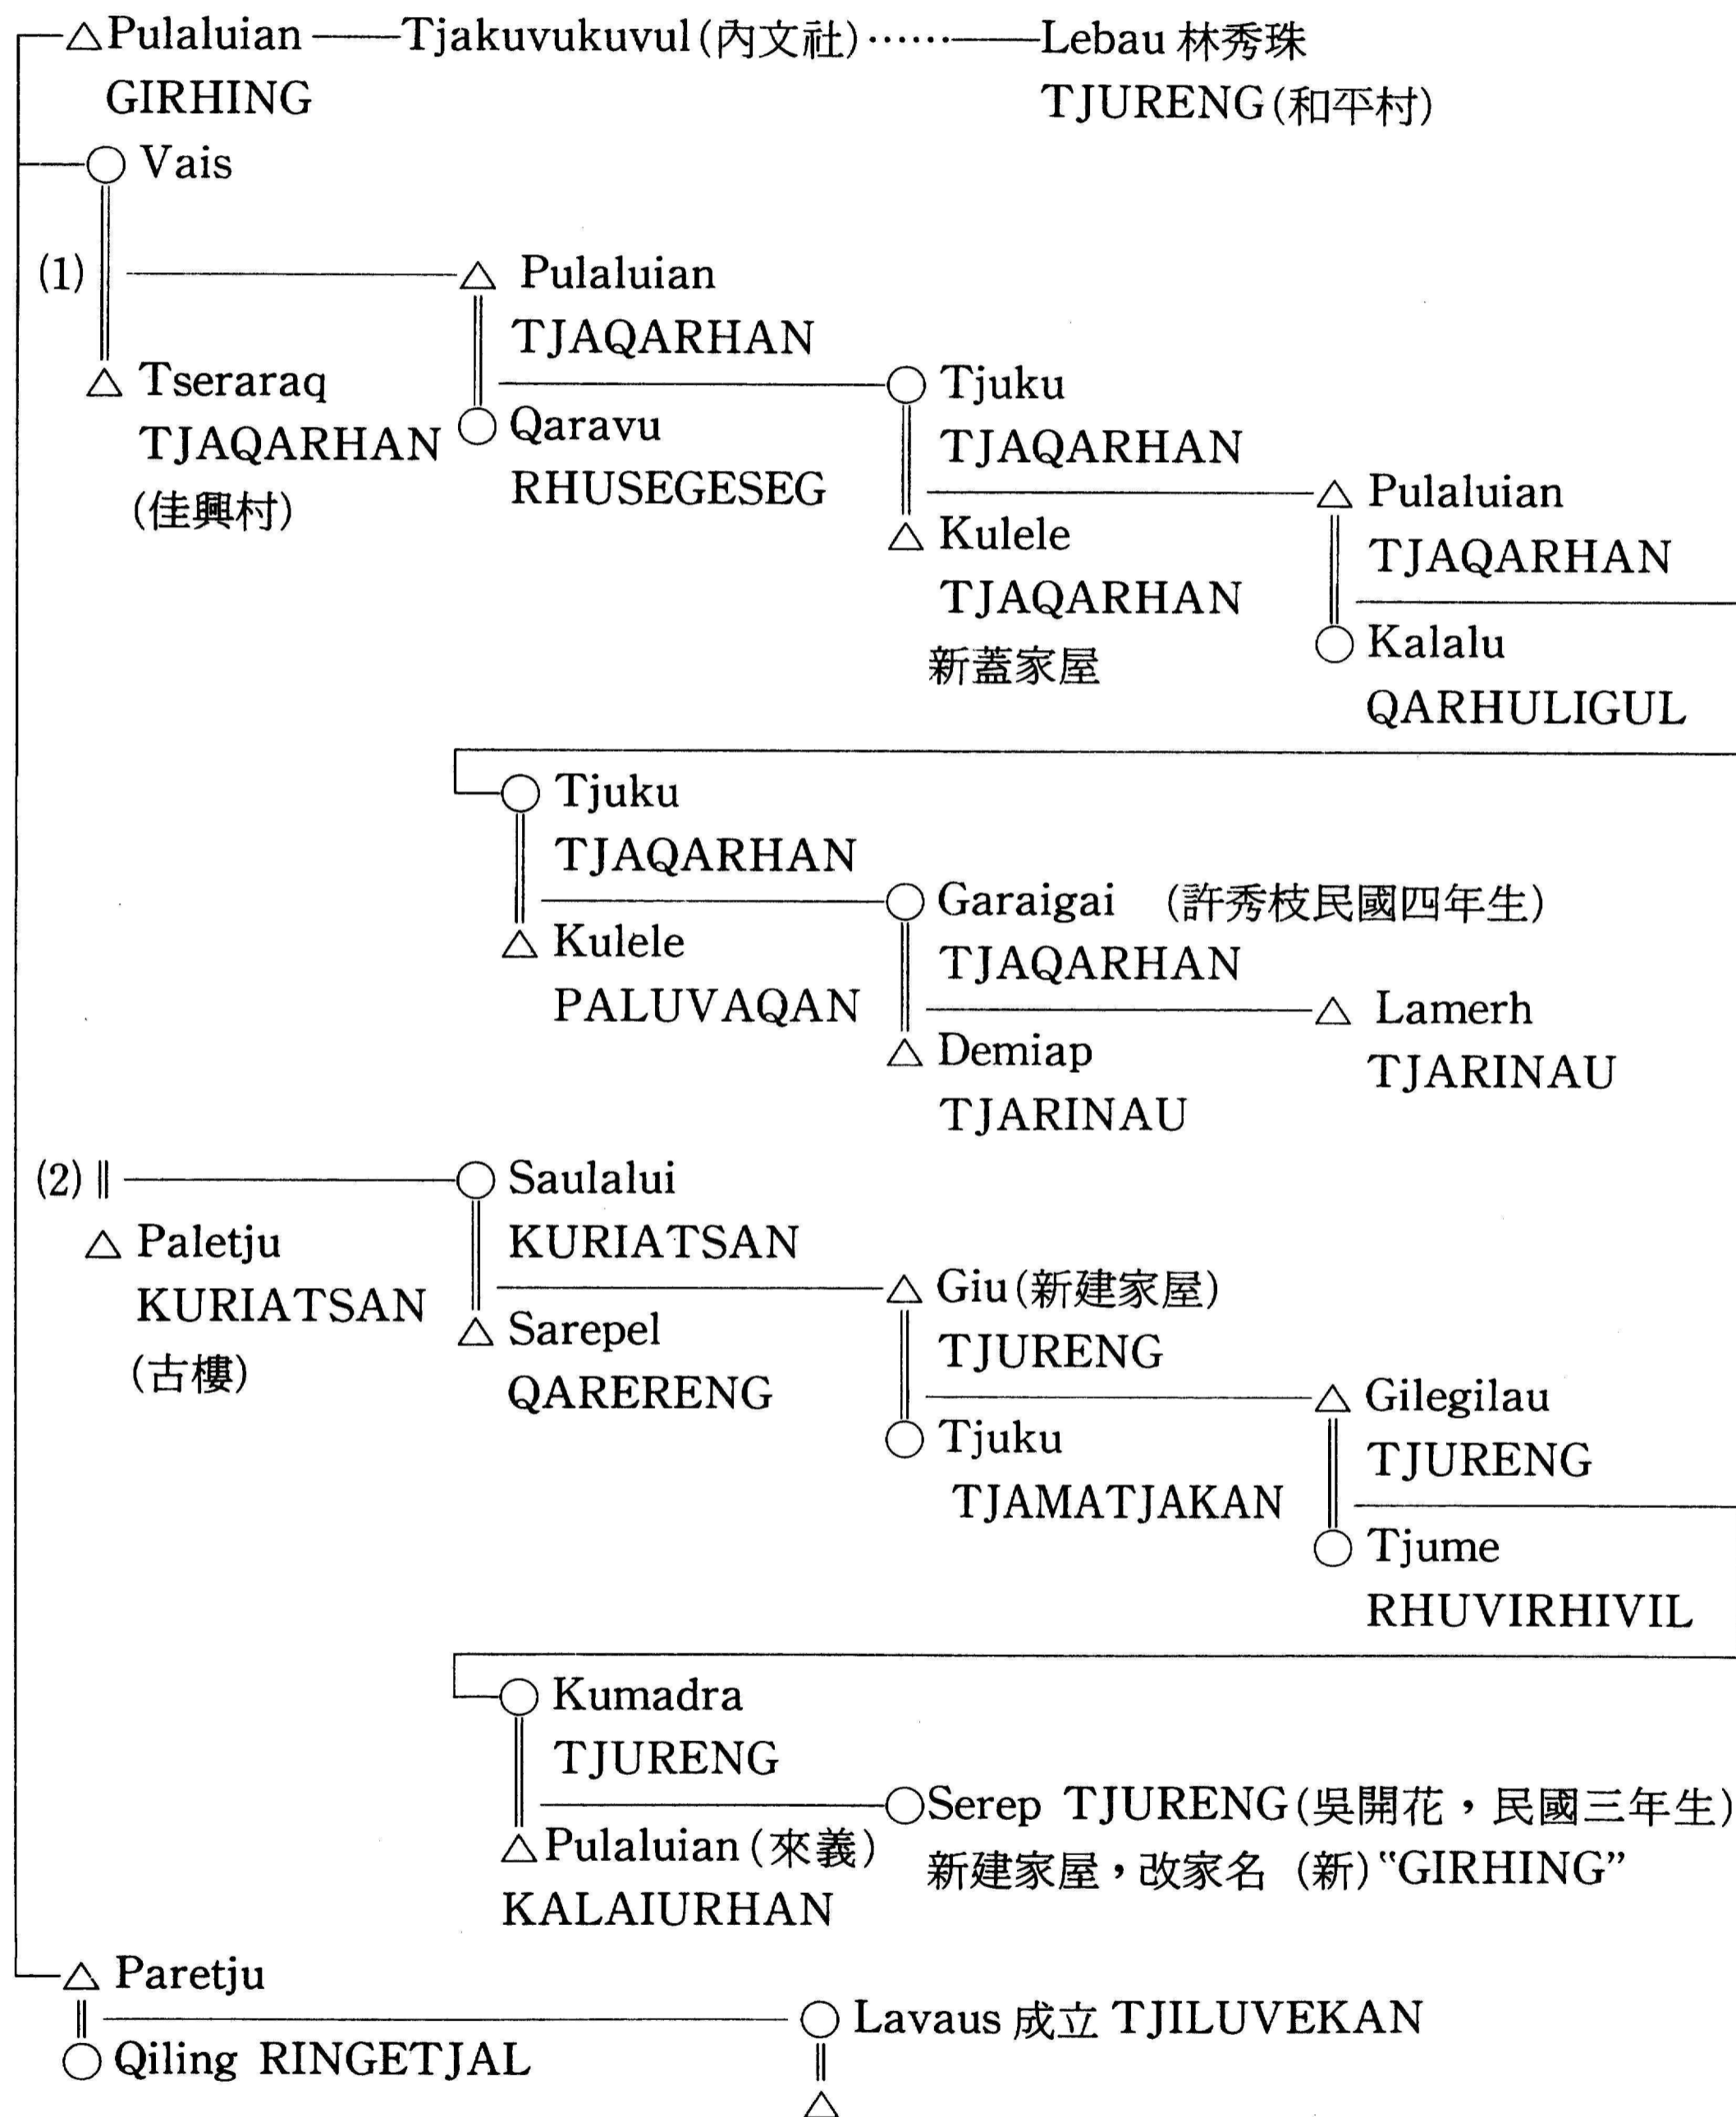 △Pulaluian ——Tjakuvukuvul(內文社)⋯⋯——Lebau 林秀珠
GIRHING
TJURENG(和平村)
Vais
(1)
Pulaluian
TJAQARHAN
Tseraraq
TJAQARHAN
(佳興村)
Qaravu
RHUSEGESEG
Tjuku
TJAQARHAN
Kulele
TJAQARHAN
新蓋家屋
Pulaluian
TJAQARHAN
Kalalu
QARHULIGUL
Tjuku
TJAQARHAN
Kulele
PALUVAQAN
Garaigai (許秀枝民國四年生)
TJAQARHAN
Demiap
TJARINAU
Lamerh
TJARINAU
(2)
Paletju
KURIATSAN
(古樓)
Saulalui
KURIATSAN
Sarepel
QARERENG
Giu(新建家屋)
TJURENG
Tjuku
TJAMATJAKAN
Gilegilau
TJURENG
Tjume
RHUVIRHIVIL
Kumadra
TJURENG
Pulaluian(來義)
KALAIURHAN
Serep TJURENG(吳開花，民國三年生)
新建家屋，改家名 (新)“GIRHING”
Paretju
Qiling RINGETJAL
Lavaus 成立 TJILUVEKAN